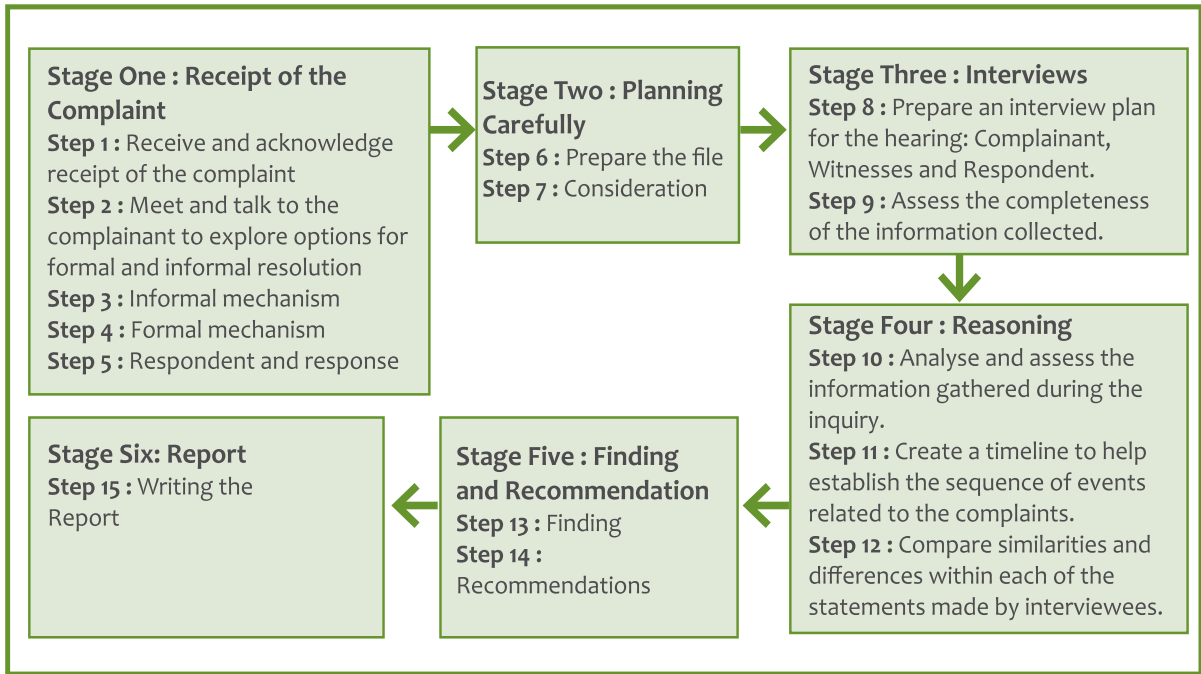 Stage One : Receipt of the
Complaint
Step 1 : Receive and acknowledge
receipt of the complaint
Step 2 : Meet and talk to the
complainant to explore options for
formal and informal resolution
Step 3 : Informal mechanism
Step 4 : Formal mechanism
Step 5 : Respondent and response
Stage Two : Planning
Carefully
Step 6 : Prepare the file
Step 7 : Consideration
Stage Three : Interviews
Step 8 : Prepare an interview plan
for the hearing: Complainant,
Witnesses and Respondent.
Step 9 : Assess the completeness
of the information collected.
Stage Four : Reasoning
Step 10 : Analyse and assess the
information gathered during the
inquiry.
Step 11 : Create a timeline to help
establish the sequence of events
related to the complaints.
Step 12 : Compare similarities and
differences within each of the
statements made by interviewees.
Stage Five : Finding
and Recommendation
Step 13 : Finding
Step 14 :
Recommendations
Stage Six: Report
Step 15 : Writing the
Report